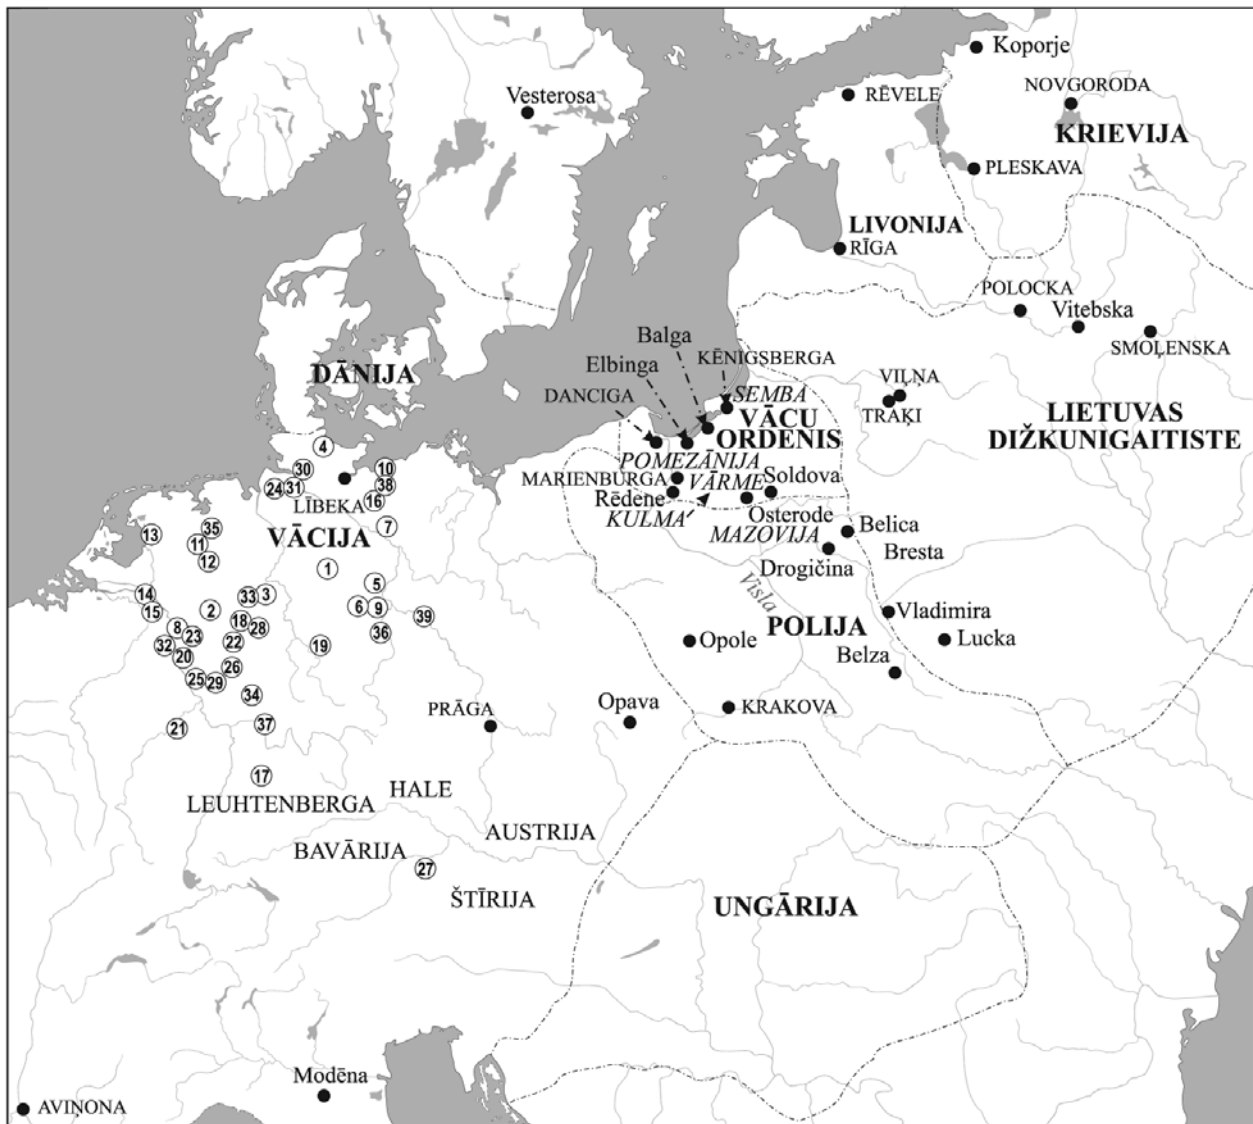 Koporje
Vesterosa
NOVGORODA
RĒVELE
KRIEVIJA
PLESKAVA
LIVONIJA
RĪGA
POLOCKA
Vitebska
SMOĻENSKA
Balga
Elbinga
KĒNIGSBERGA
DĀNIJA
DANCIGA
SEMBA
VĀCU
ORDENIS
VIĻŅA
TRAĶI
LIETUVAS
DIŽKUNIGAITISTE
4
POMEZĀNIJA
30
10
MARIENBURGA
VĀRME
Soldova
24
31
38
Rēdene
LĪBEKA
16
KULMA
Osterode
13
35
VĀCIJA
7
MAZOVIJA
Belica
11
Bresta
12
Drogičina
1
5
Visla
14
33
3
15
2
6
9
39
Vladimira
18
8
28
POLIJA
23
36
Lucka
32
22
19
Opole
20
Belza
26
25
29
34
PRĀGA
Opava
KRAKOVA
21
37
17
HALE
LEUHTENBERGA
AUSTRIJA
BAVĀRIJA
27
ŠTĪRIJA
UNGĀRIJA
Modēna
AVIŅONA